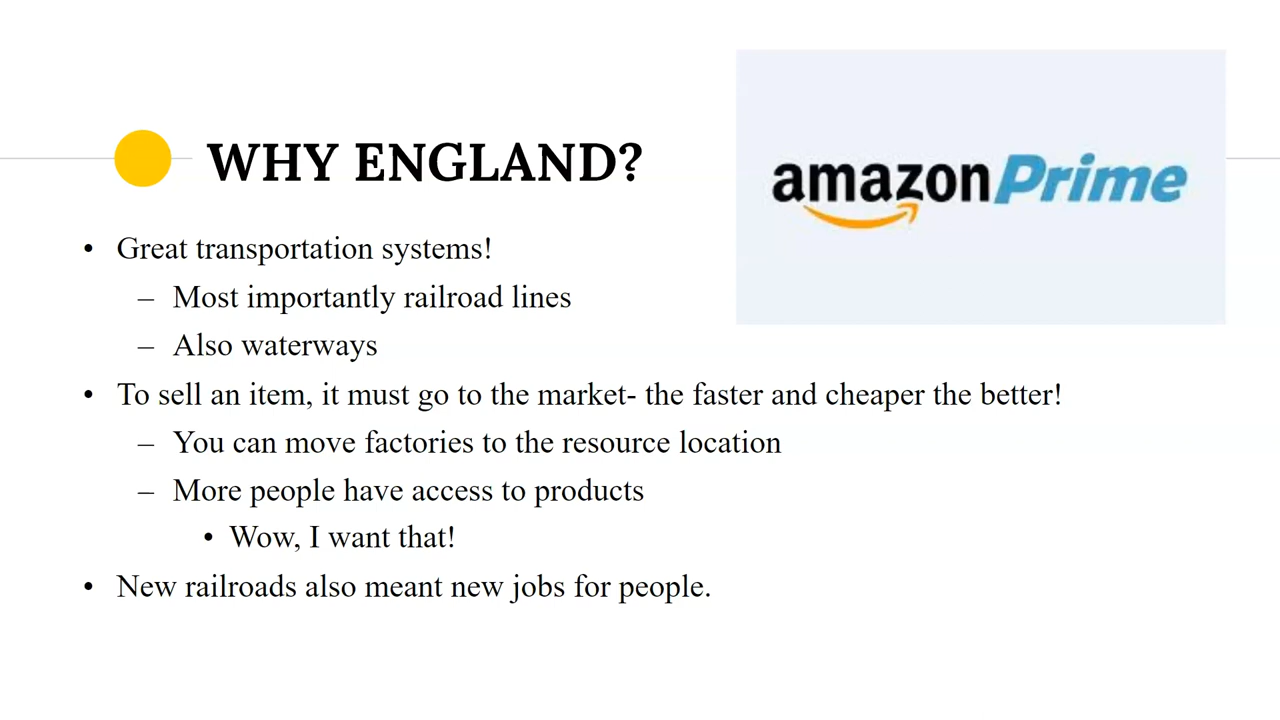 WHY ENGLAND?
amazonPrime
• Great transportation systems!
– Most importantly railroad lines
– Also waterways
• To sell an item, it must go to the market- the faster and cheaper the better!
– You can move factories to the resource location
– More people have access to products
• Wow, I want that!
• New railroads also meant new jobs for people.